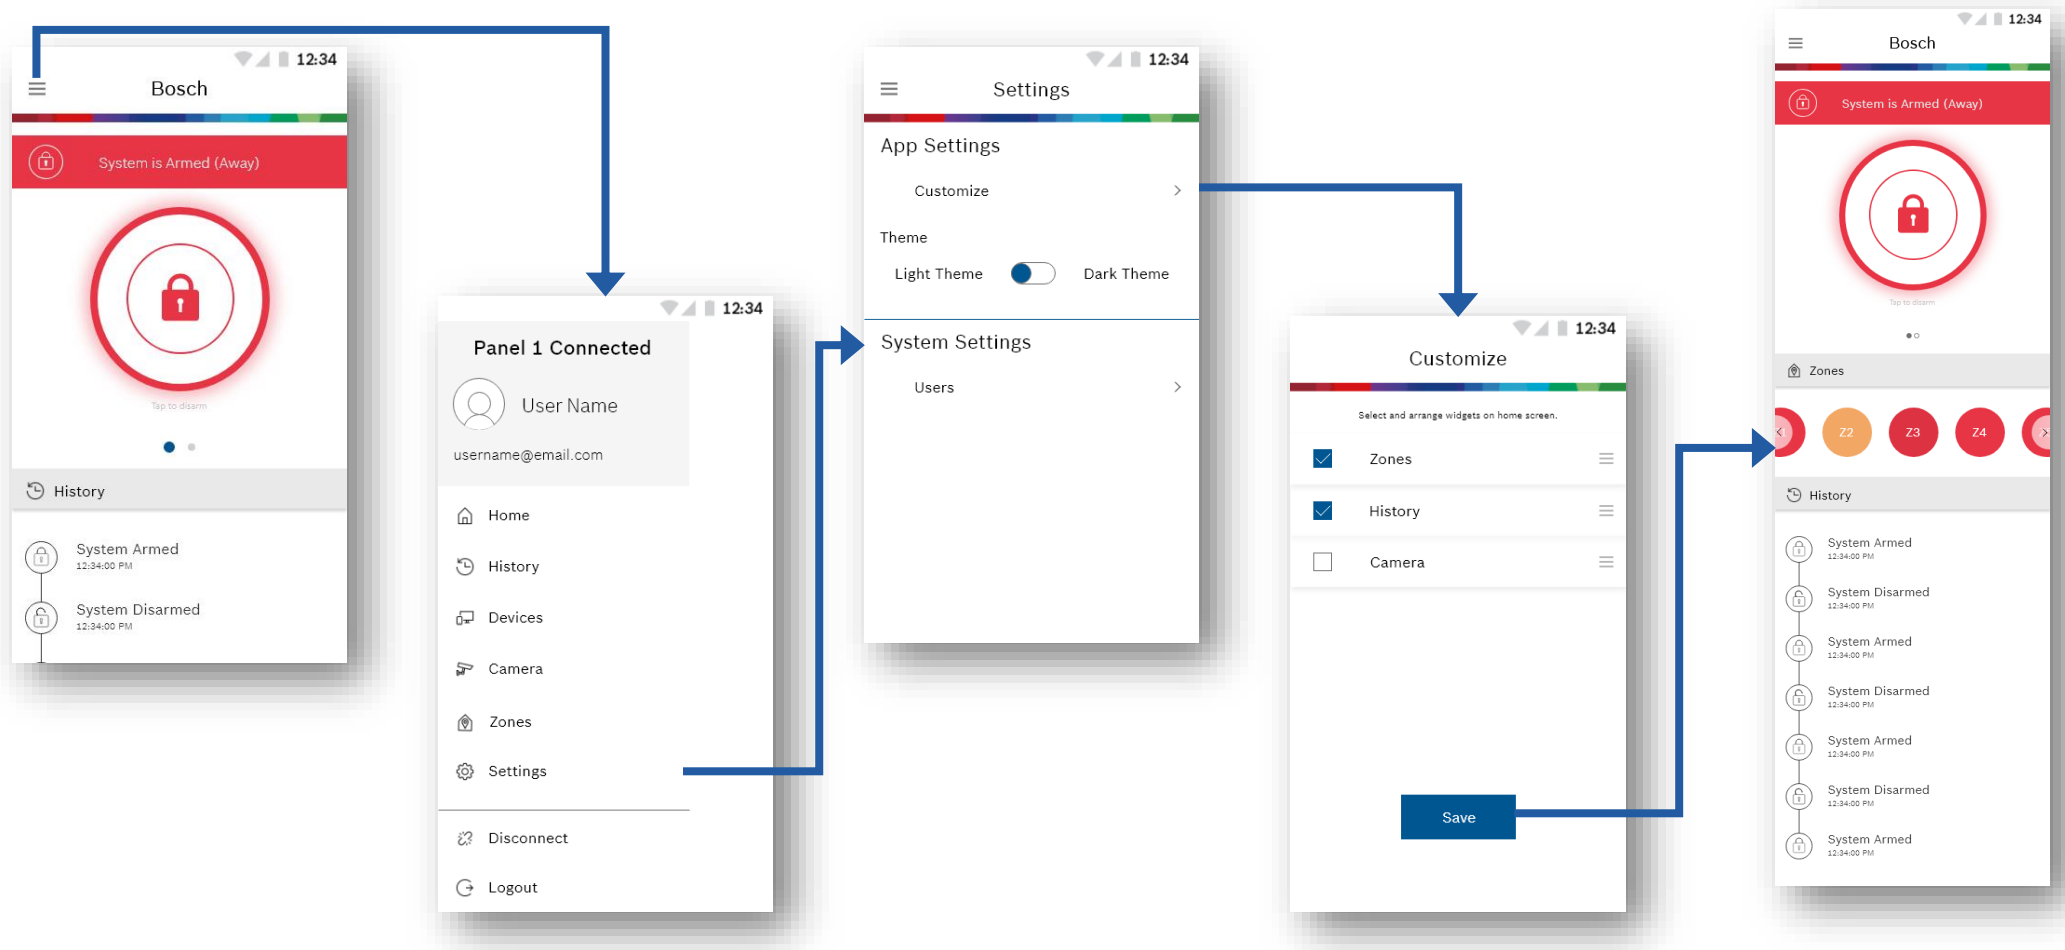 12:34
Bosch
System is Armed (Away)
Tap to disarm
History
System Armed
12:34:00 PM
System Disarmed
12:34:00 PM
12:34
Panel 1 Connected
User Name
username@email.com
Home
History
Devices
Camera
Zones
Settings
Disconnect
Logout
12:34
Settings
App Settings
Customize
Theme
Light Theme Dark Theme
System Settings
Users
12:34
Customize
Select and arrange widgets on home screen.
Zones
History
Camera
Save
12:34
Bosch
System is Armed (Away)
Tap to disarm
Zones
Z2 Z3 Z4
History
System Armed
12:34:00 PM
System Disarmed
12:34:00 PM
System Armed
12:34:00 PM
System Disarmed
12:34:00 PM
System Armed
12:34:00 PM
System Disarmed
12:34:00 PM
System Armed
12:34:00 PM